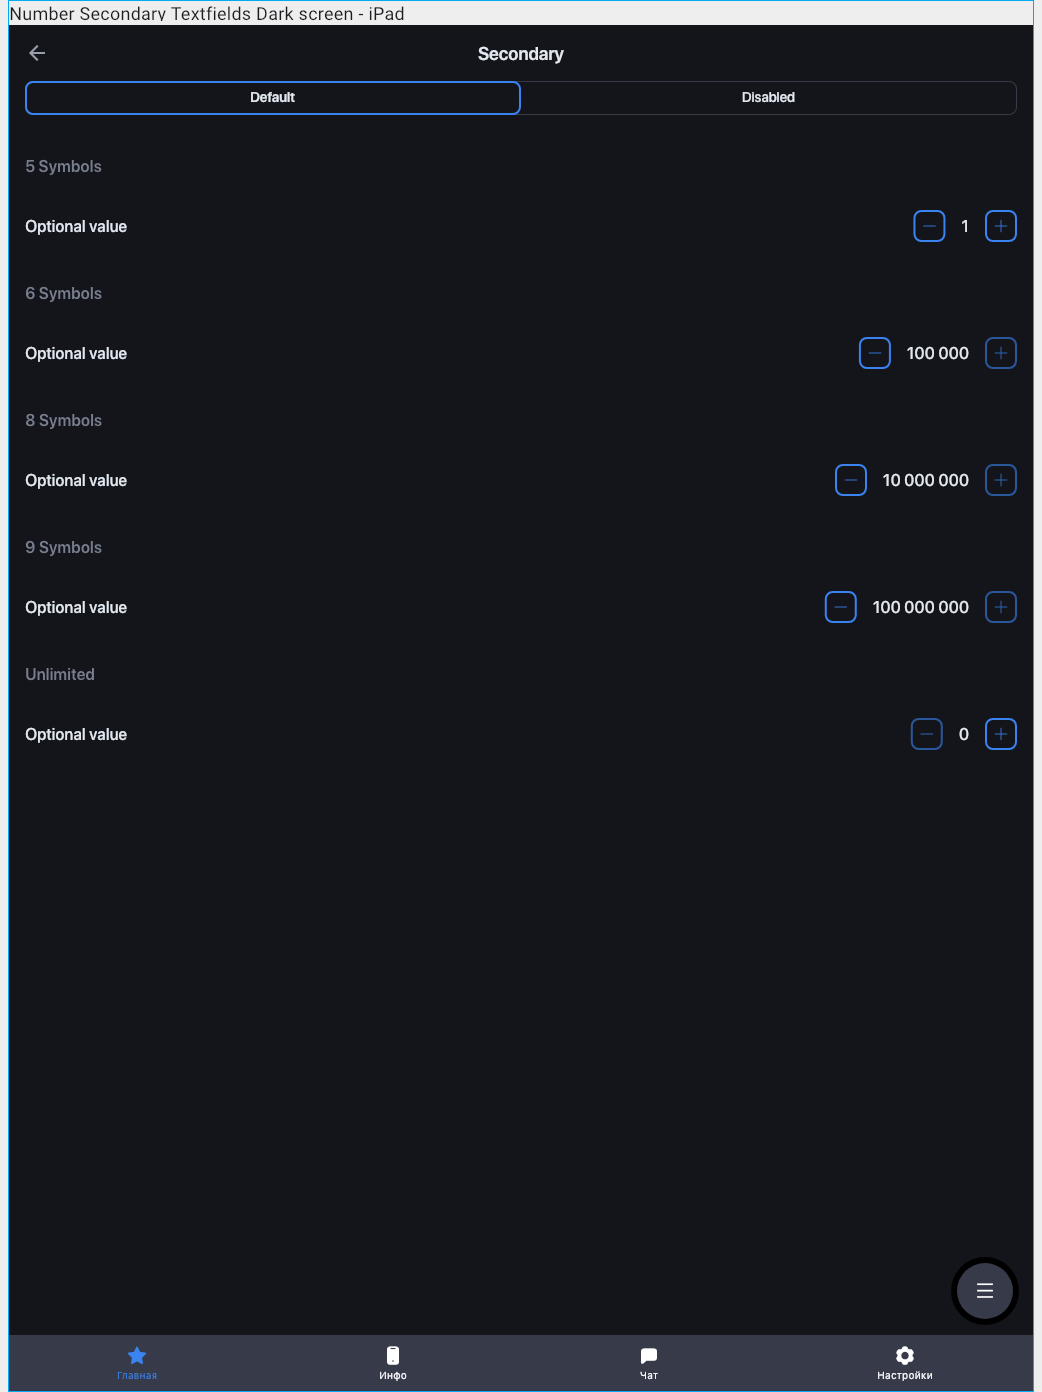 Number Secondary Textfields Dark screen - iPad
Secondary
Default Disabled
5 Symbols
Optional value 1
6 Symbols
Optional value 100 000
8 Symbols
Optional value 10 000 000
9 Symbols
Optional value 100 000 000
Unlimited
Optional value 0
Главная Инфо Чат Настройки